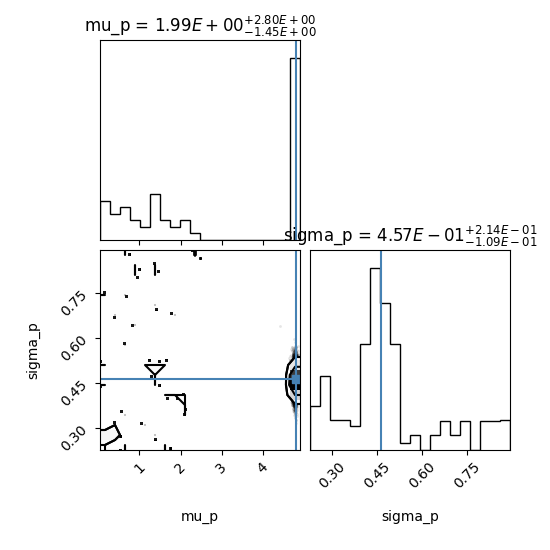 mu_p = 1.99E + 00 +2.80E + 00 −1.45E + 00
sigma_p = 4.57E − 01 +2.14E − 01 −1.09E − 01
sigma_p
0.75
0.60
0.45
0.30
1 2 3 4
0.30 0.45 0.60 0.75
mu_p
sigma_p